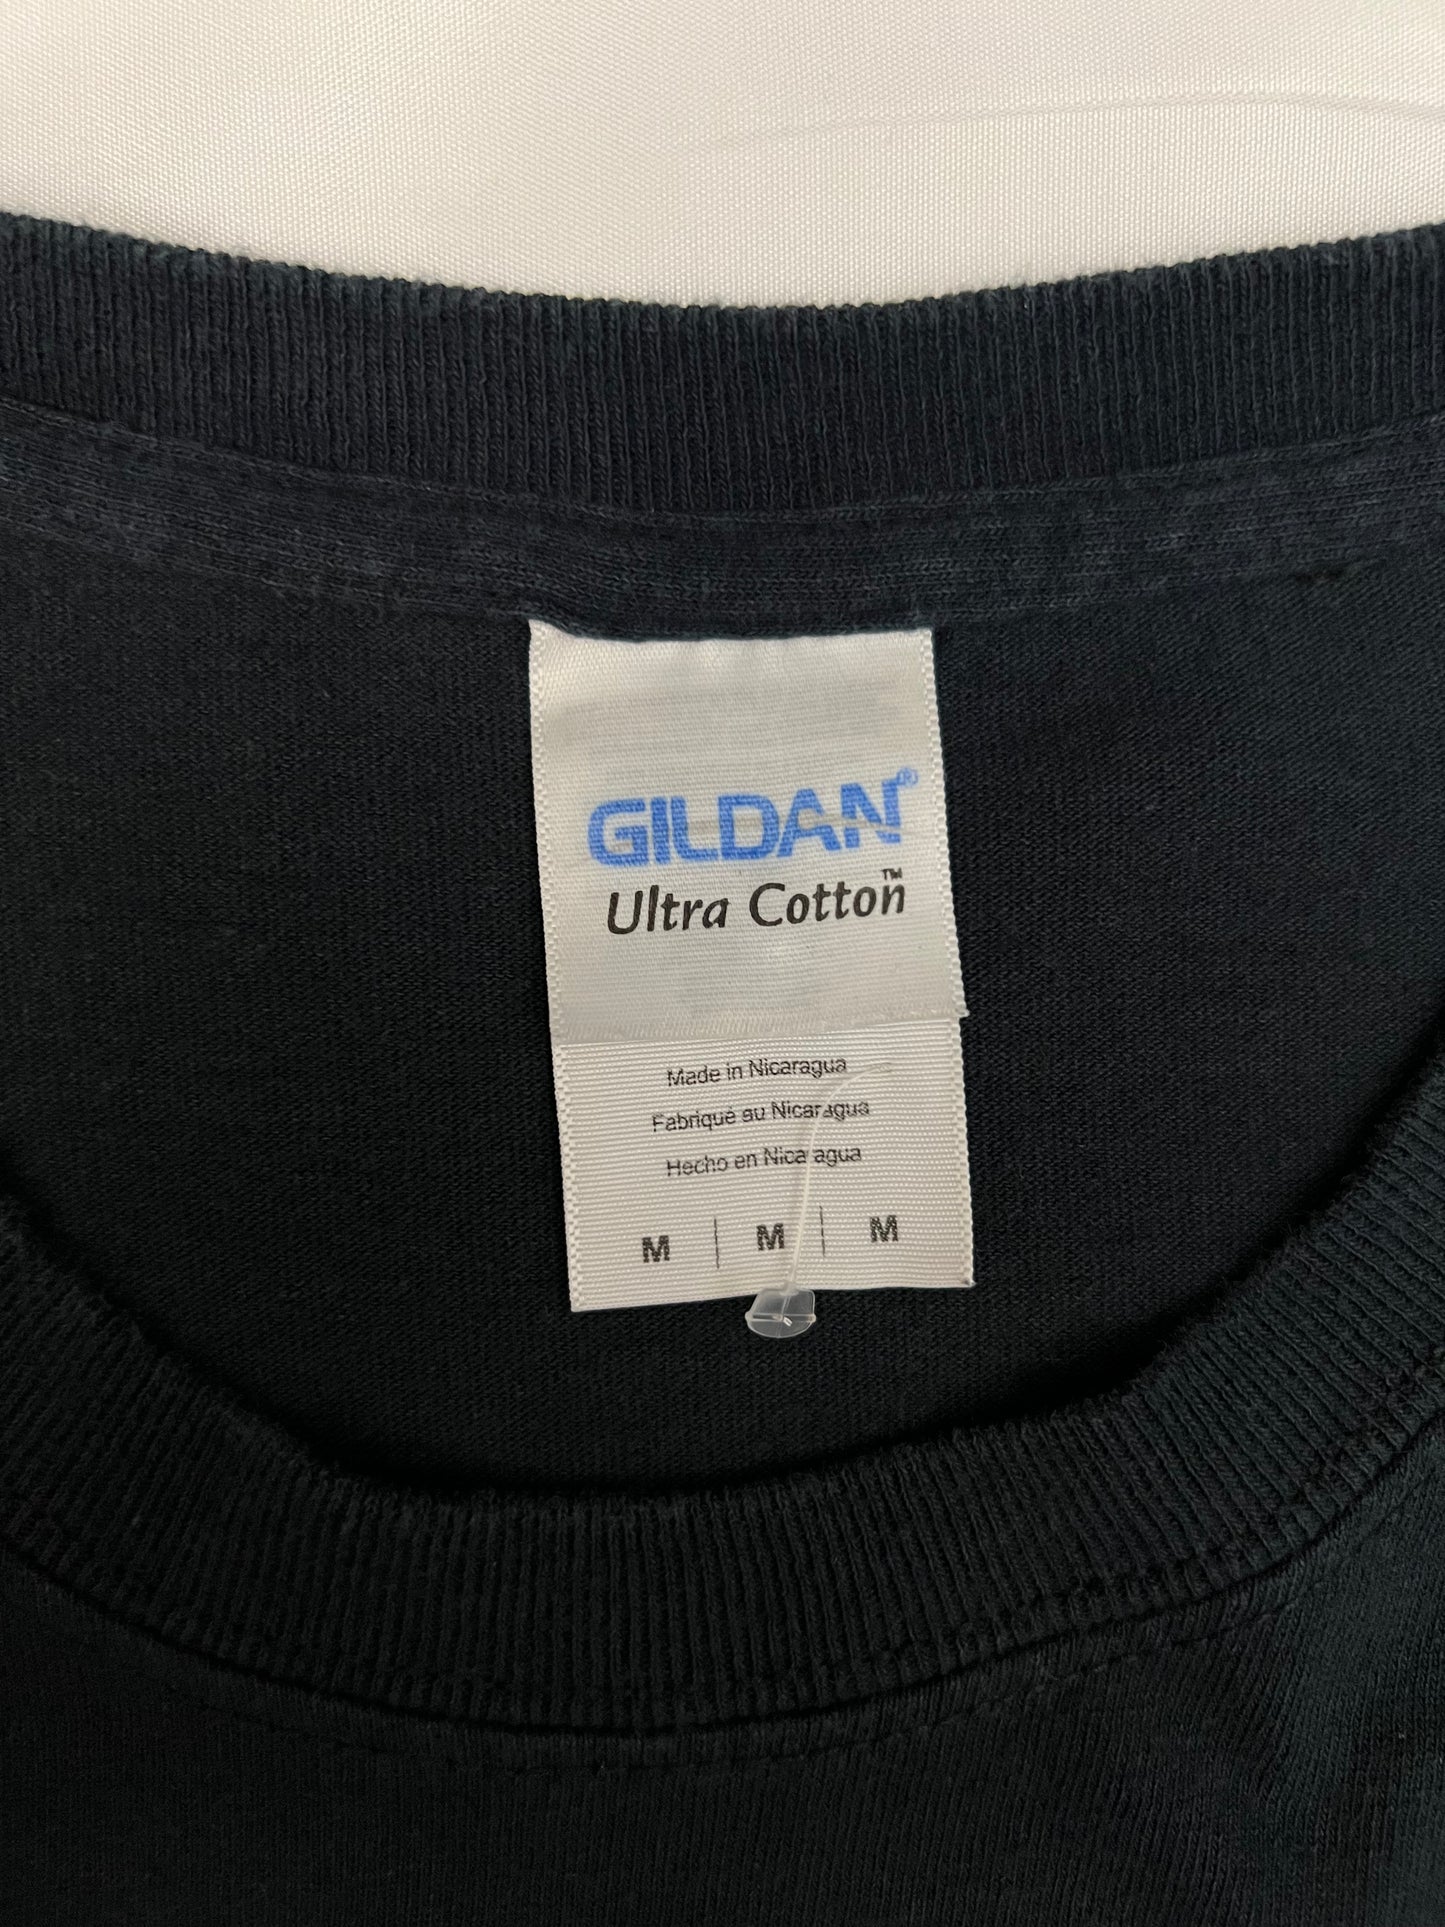 GILDAN®
Ultra Cotton™
Made in Nicaragua
Fabriqué au Nicaragua
Hecho en Nicaragua
M | M | M